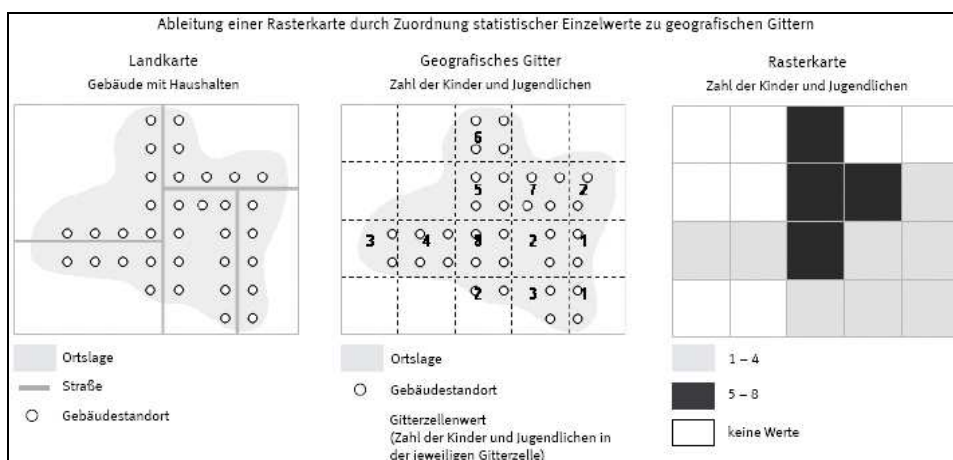 Ableitung einer Rasterkarte durch Zuordnung statistischer Einzelwerte zu geografischen Gittern
Landkarte
Gebäude mit Haushalten
Ortslage
Straße
Gebäudestandort
Geografisches Gitter
Zahl der Kinder und Jugendlichen
6
5 7 2
3 4 8 2 1
2 3 1
Ortslage
Gebäudestandort
Gitterzellenwert
(Zahl der Kinder und Jugendlichen in
der jeweiligen Gitterzelle)
Rasterkarte
Zahl der Kinder und Jugendlichen
1 – 4
5 – 8
keine Werte